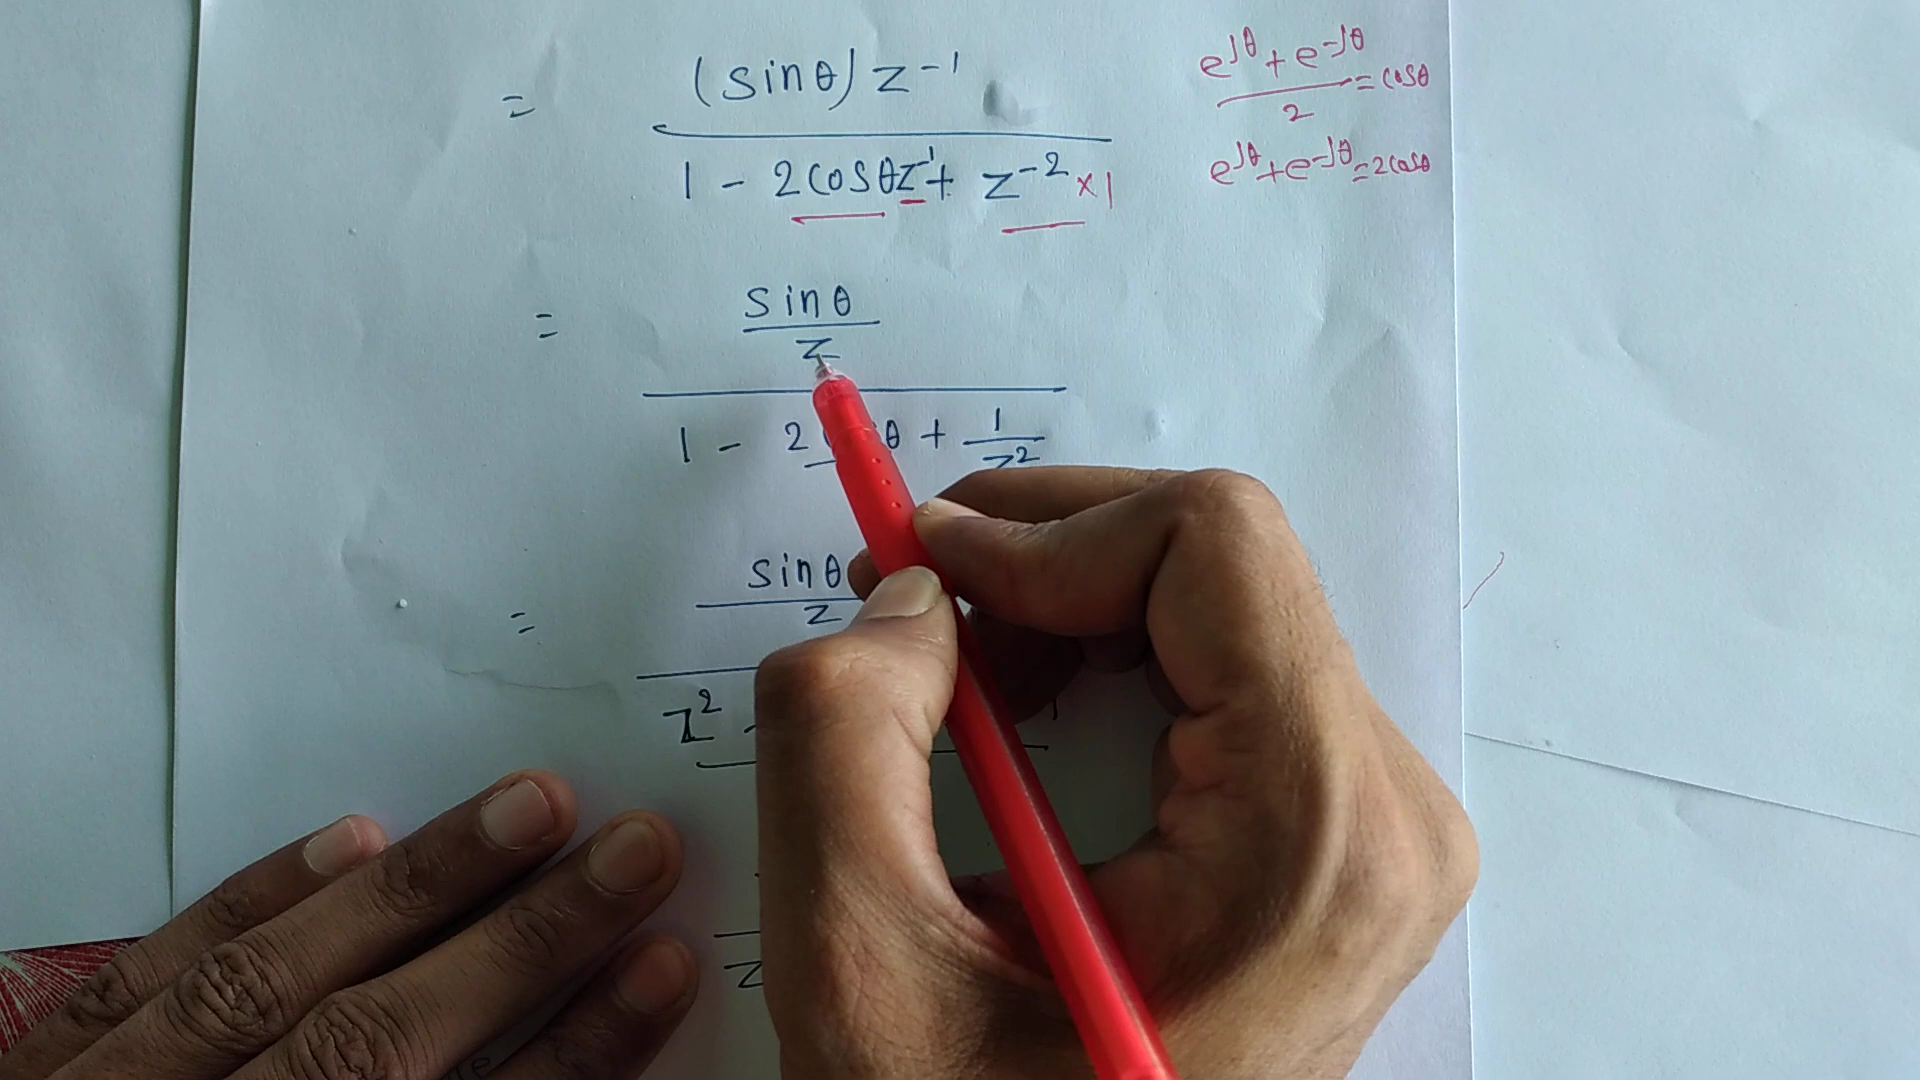 = (sinθ) z⁻¹
1 - 2cosθz⁻¹ + z⁻² ×1
e^jθ + e^-jθ
2
= cosθ
e^jθ + e^-jθ = 2cosθ
= sinθ
z
1 - 2 θ + 1
z²
= sinθ
z
z² - 1
z